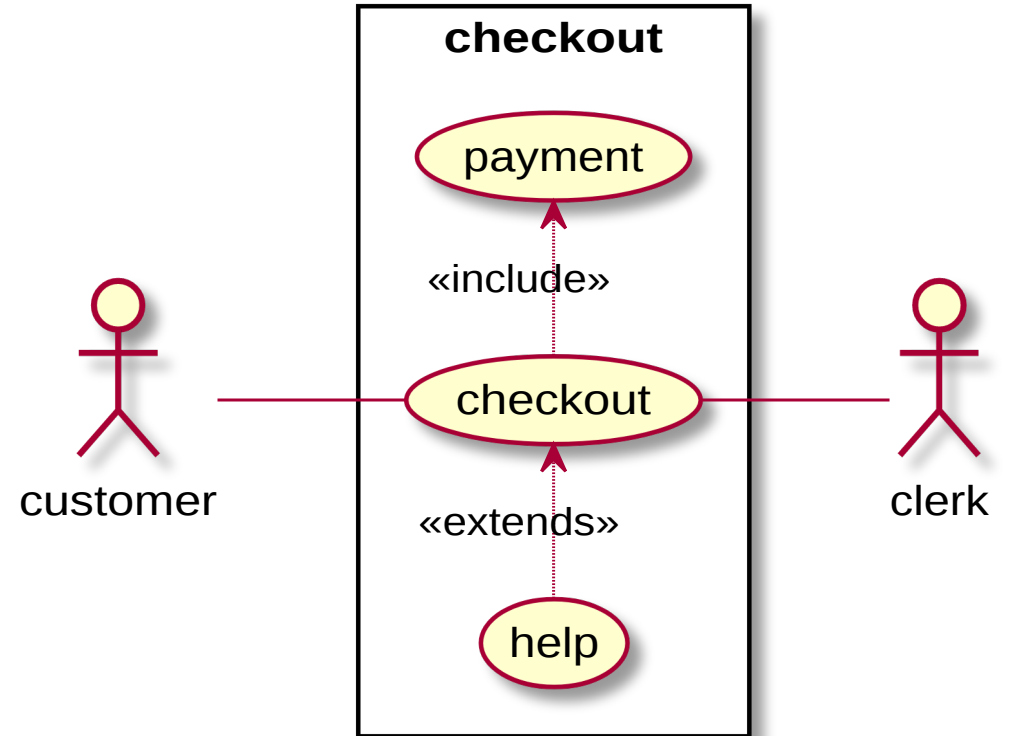 checkout
payment
«include»
customer
checkout
clerk
«extends»
help